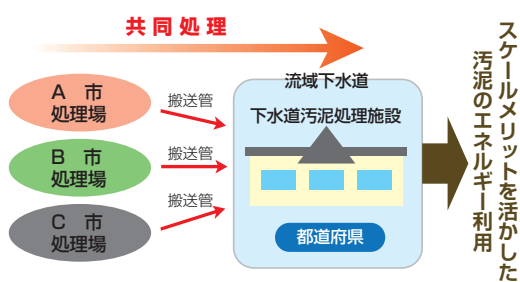 共同処理
A 市
処理場
搬送管
B 市
処理場
搬送管
C 市
処理場
搬送管
流域下水道
下水道汚泥処理施設
都道府県
スケールメリットを活かした
汚泥のエネルギー利用